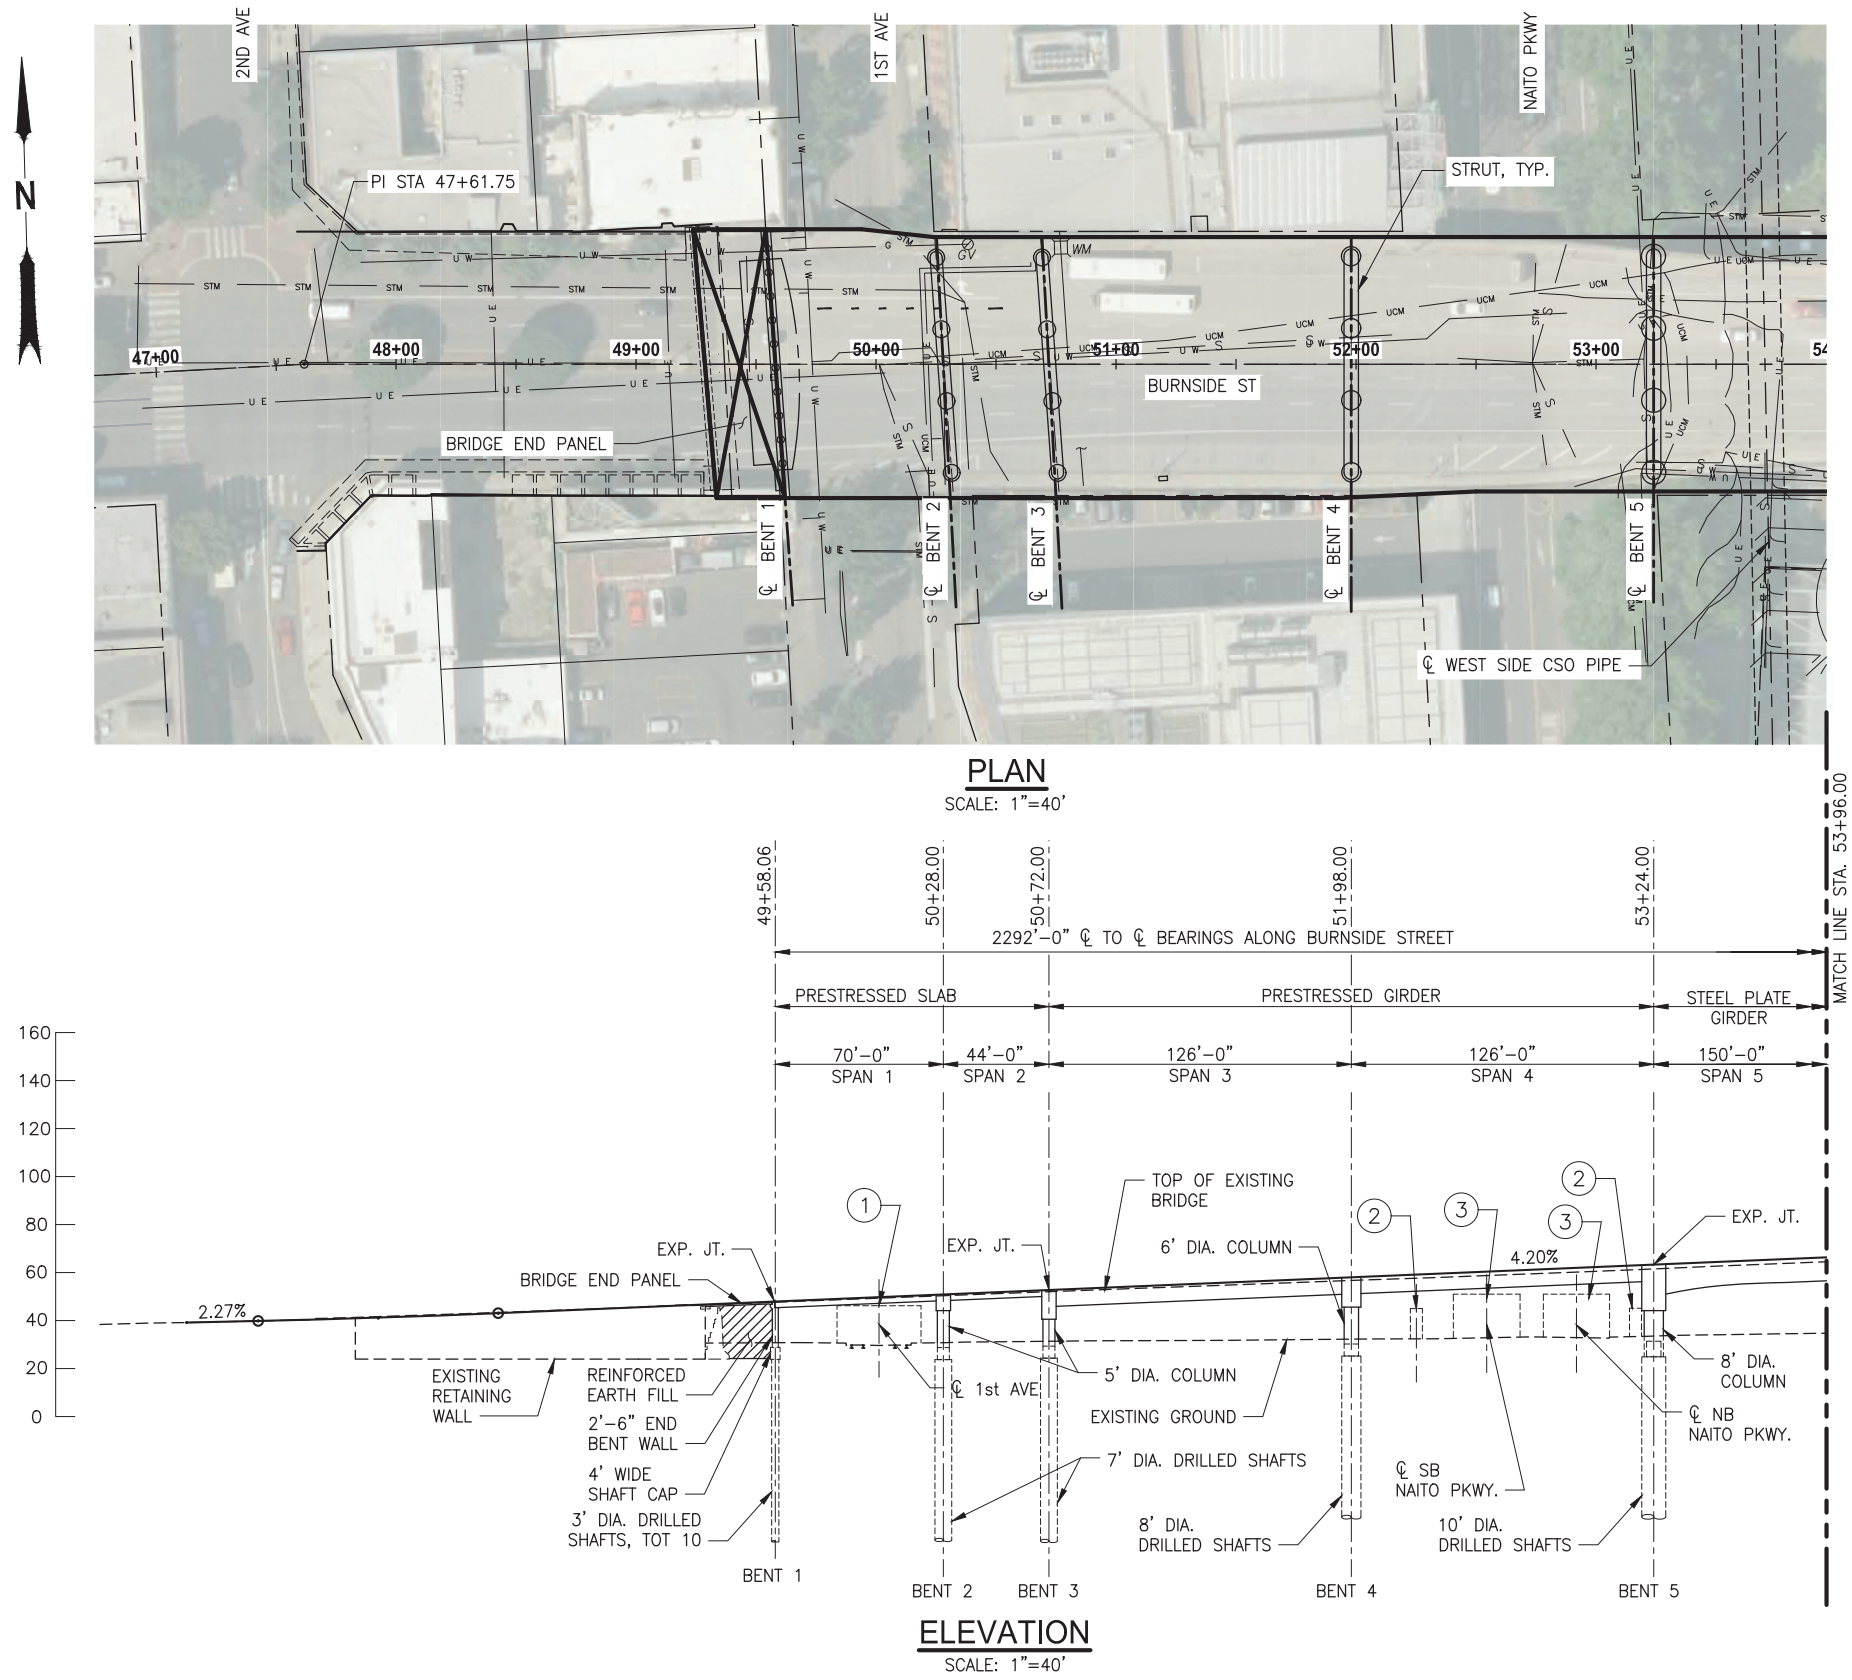 2ND AVE
1ST AVE
NAITO PKWY
N
PI STA 47+61.75
STRUT, TYP.
GV
WM
47+00
48+00
49+00
50+00
51+00
52+00
53+00
BURNSIDE ST
BRIDGE END PANEL
℄ BENT 1
℄ BENT 2
℄ BENT 3
℄ BENT 4
℄ BENT 5
℄ WEST SIDE CSO PIPE
PLAN
SCALE: 1"=40'
MATCH LINE STA. 53+96.00
49+58.06
50+28.00
50+72.00
51+98.00
53+24.00
2292'-0" ℄ TO ℄ BEARINGS ALONG BURNSIDE STREET
PRESTRESSED SLAB
PRESTRESSED GIRDER
STEEL PLATE
GIRDER
70'-0"
SPAN 1
44'-0"
SPAN 2
126'-0"
SPAN 3
126'-0"
SPAN 4
150'-0"
SPAN 5
160
140
120
100
80
60
40
20
0
TOP OF EXISTING
BRIDGE
1
2
3
3
2
EXP. JT.
EXP. JT.
EXP. JT.
6' DIA. COLUMN
4.20%
BRIDGE END PANEL
2.27%
EXISTING
RETAINING
WALL
REINFORCED
EARTH FILL
2'-6" END
BENT WALL
4' WIDE
SHAFT CAP
3' DIA. DRILLED
SHAFTS, TOT 10
℄ 1st AVE
5' DIA. COLUMN
EXISTING GROUND
7' DIA. DRILLED SHAFTS
8' DIA.
DRILLED SHAFTS
℄ SB
NAITO PKWY.
10' DIA.
DRILLED SHAFTS
8' DIA.
COLUMN
℄ NB
NAITO PKWY.
BENT 1
BENT 2
BENT 3
BENT 4
BENT 5
ELEVATION
SCALE: 1"=40'